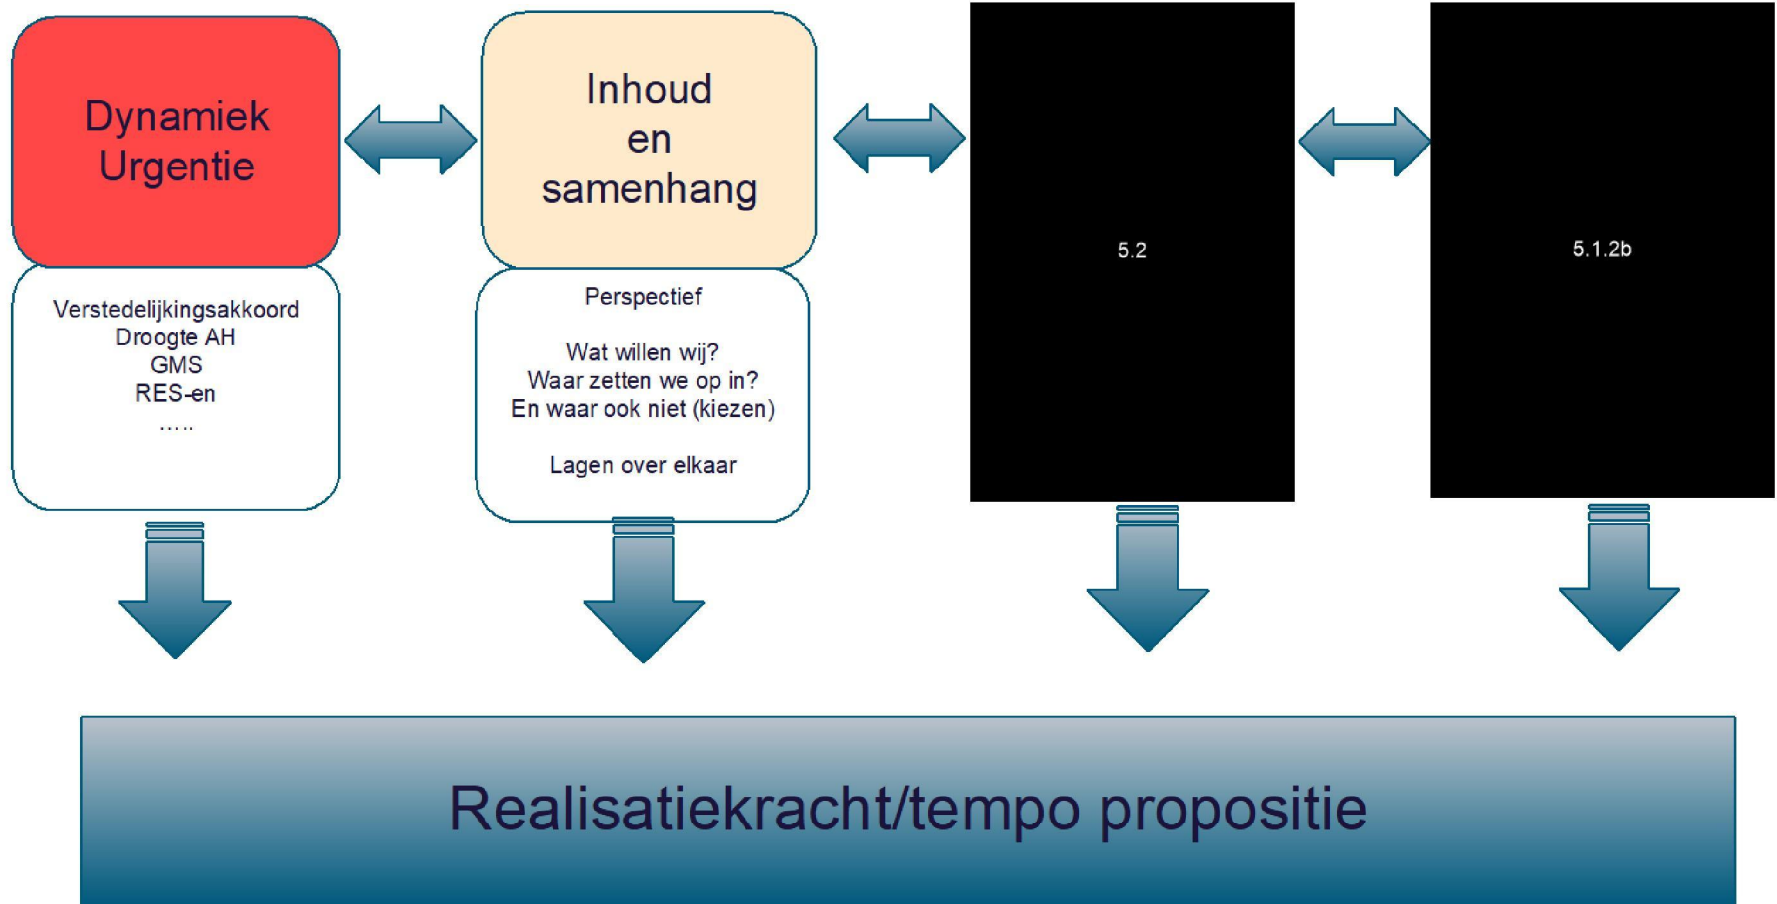 Dynamiek
Urgentie
Verstedelijkingsakkoord
Droogte AH
GMS
RES-en
.....
Inhoud
en
samenhang
Perspectief
Wat willen wij?
Waar zetten we op in?
En waar ook niet (kiezen)
Lagen over elkaar
5.2
5.1.2b
Realisatiekracht/tempo propositie